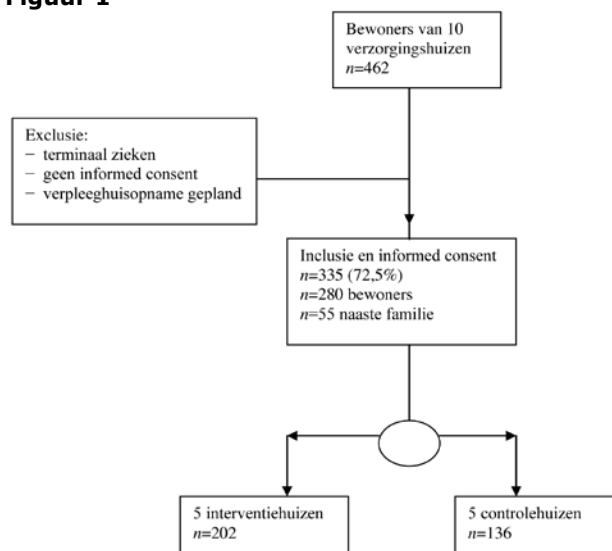 Figuur 1
Bewoners van 10
verzorgingshuizen
n=462
Exclusie:
– terminaal zieken
– geen informed consent
– verpleeghuisopname gepland
Inclusie en informed consent
n=335 (72,5%)
n=280 bewoners
n=55 naaste familie
5 interventiehuizen
n=202
5 controlehuizen
n=136